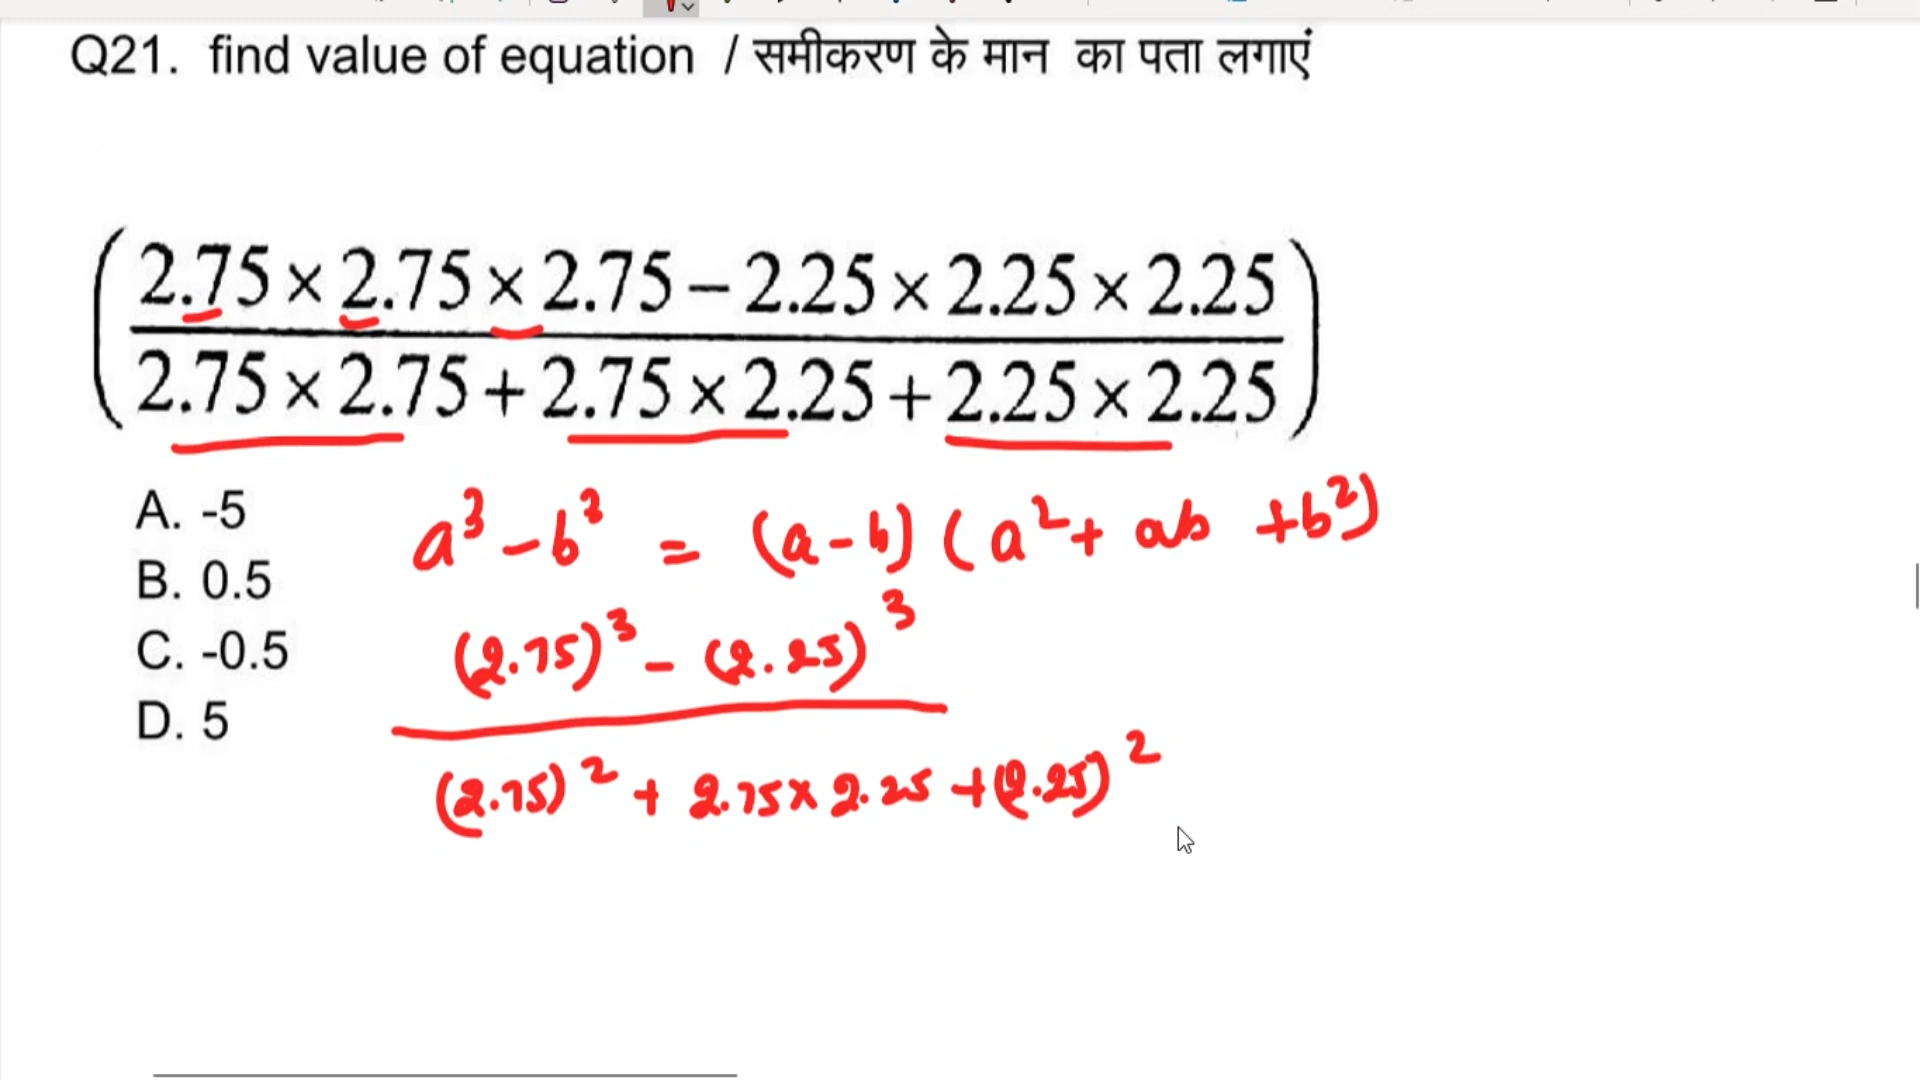 Q21. find value of equation / समीकरण के मान का पता लगाएं
2.75×2.75×2.75−2.25×2.25×2.25
2.75×2.75+2.75×2.25+2.25×2.25
A. -5
B. 0.5
C. -0.5
D. 5
a³-b³ = (a-b) (a²+ ab +b²)
(2.75)³ - (2.25)³
(2.75)² + 2.75× 2.25 +(2.25)²